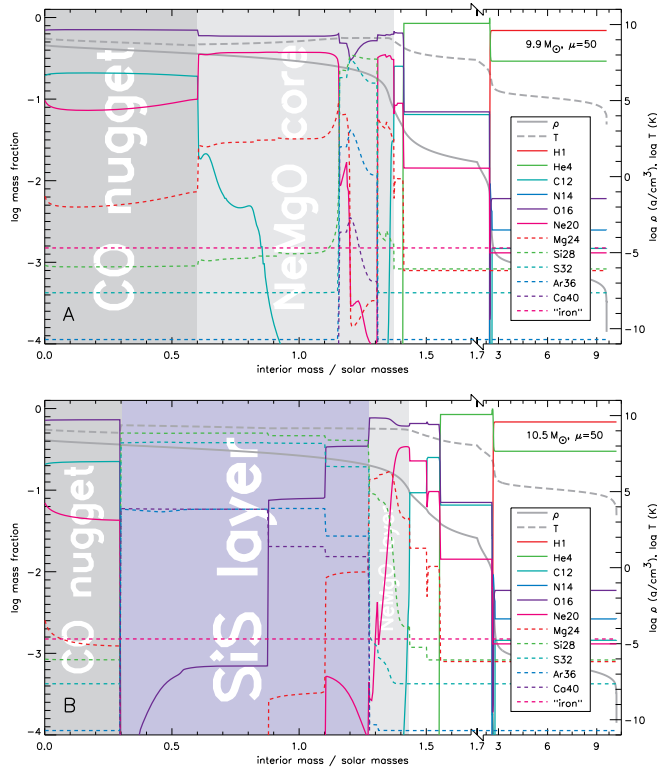 9.9 M⊙, μ=50
CO nugget
NeMgO core
A
log mass fraction
0
−1
−2
−3
−4
0.0 0.5 1.0 1.5 1.7 3 6 9
interior mass / solar masses
10
5
0
−5
−10
log ρ (g/cm³), log T (K)
ρ
T
H1
He4
C12
N14
O16
Ne20
Mg24
Si28
S32
Ar36
Ca40
"iron"
10.5 M⊙, μ=50
CO nugget
SiS layer
B
log mass fraction
0
−1
−2
−3
−4
0.0 0.5 1.0 1.5 1.7 3 6 9
interior mass / solar masses
10
5
0
−5
−10
log ρ (g/cm³), log T (K)
ρ
T
H1
He4
C12
N14
O16
Ne20
Mg24
Si28
S32
Ar36
Ca40
"iron"